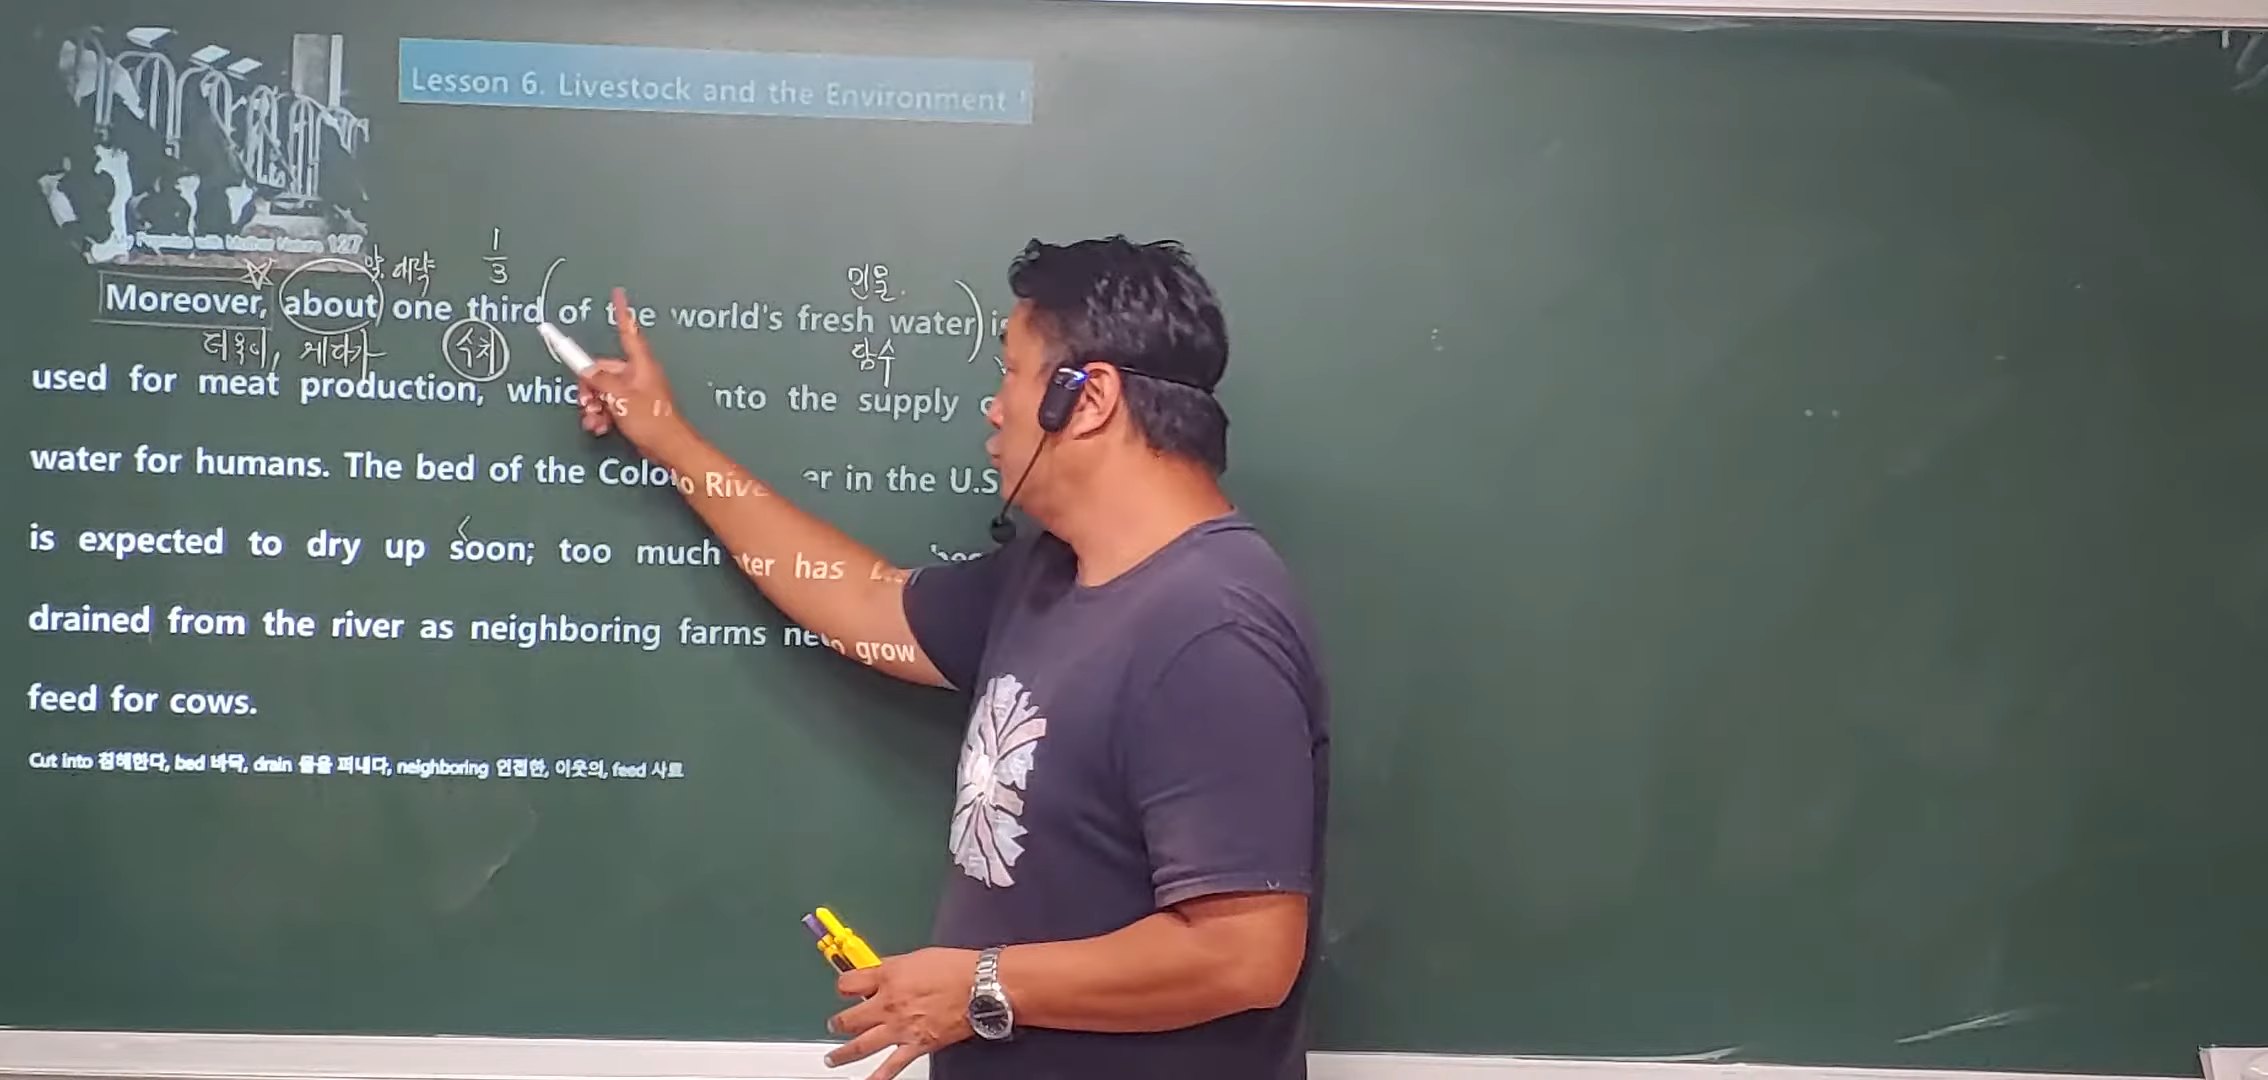 Lesson 6. Livestock and the Environment
with Mother Nature 127
약, 대략 1/3 민물.
Moreover, about one third of the world's fresh water is
더욱이, 게다가 수치 담수
used for meat production, which into the supply
water for humans. The bed of the River in the U.S
is expected to dry up soon; too much has
drained from the river as neighboring farms grow
feed for cows.
Cut into 침해한다, bed 바닥, drain 물을 퍼내다, neighboring 인접한, 이웃의, feed 사료